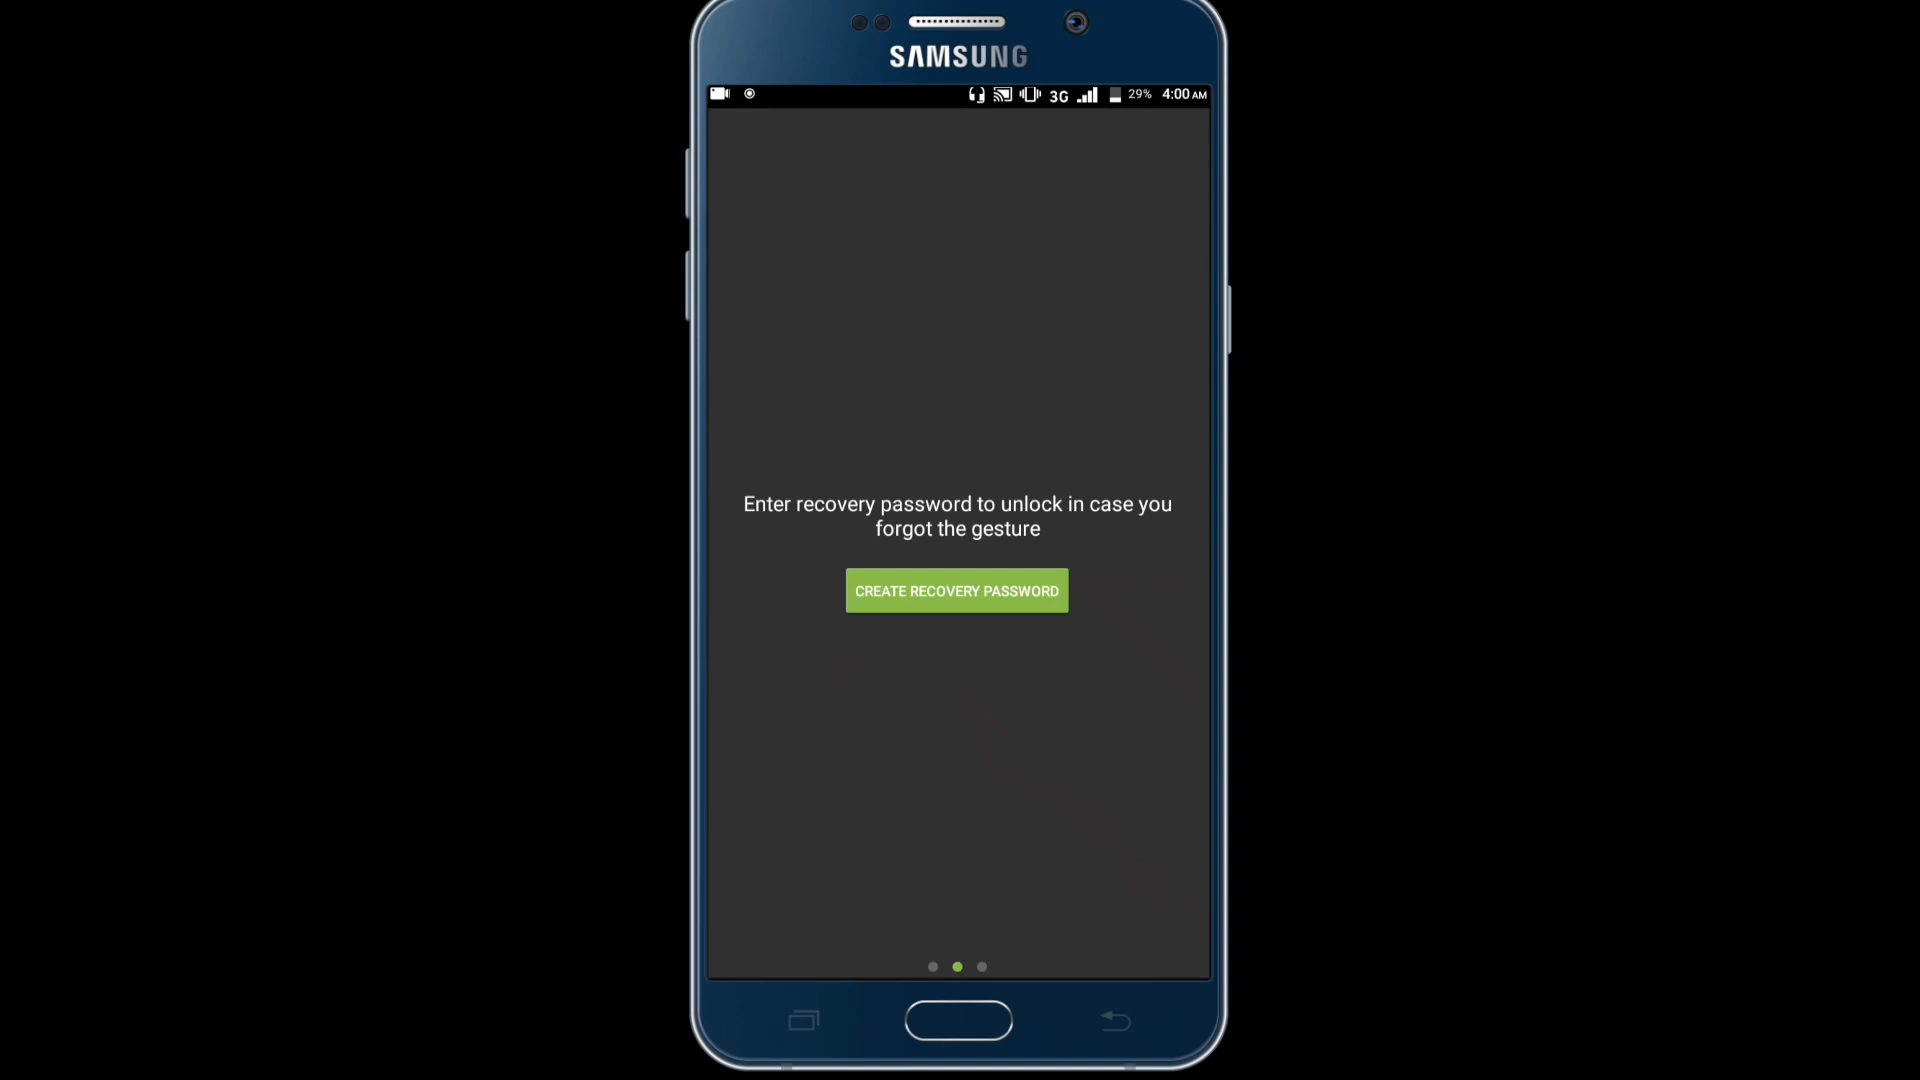 SAMSUNG
3G 29% 4:00 AM
Enter recovery password to unlock in case you
forgot the gesture
CREATE RECOVERY PASSWORD